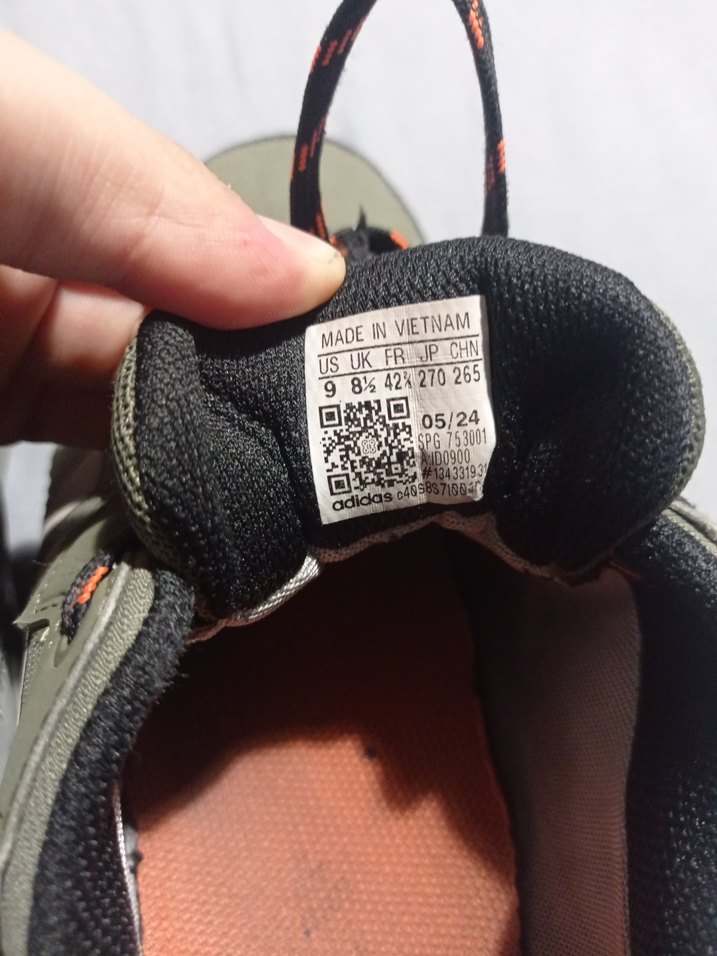 MADE IN VIETNAM
US UK FR JP CHN
9 8½ 42⅔ 270 265
05/24
SPG 753001
#13433193
adidas